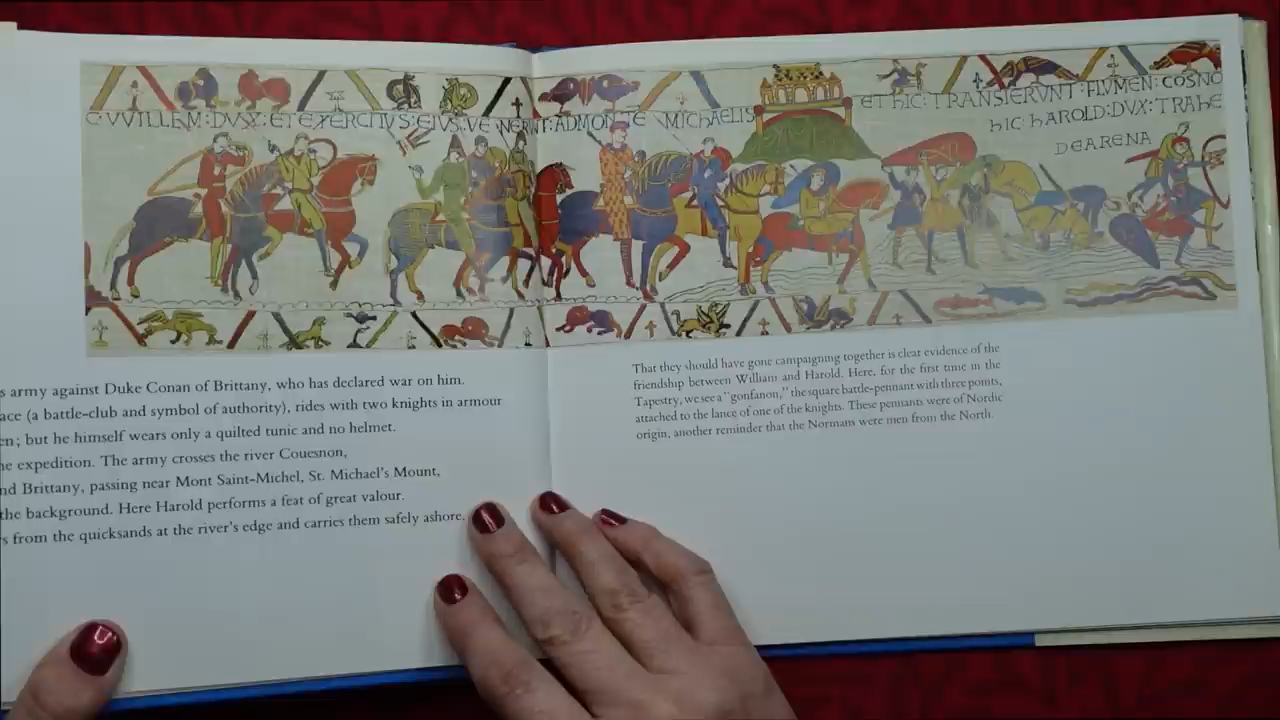 C: VVILLEM: DVX: ET EXERCITVS: EIVS: VENERVNT: AD MONTE MICHAELIS
ET HIC: TRANSIERVNT: FLVMEN: COSNO
HIC: HAROLD: DVX: TRAHE
DE ARENA
s army against Duke Conan of Brittany, who has declared war on him.
ace (a battle-club and symbol of authority), rides with two knights in armour
en; but he himself wears only a quilted tunic and no helmet.
he expedition. The army crosses the river Couesnon,
nd Brittany, passing near Mont Saint-Michel, St. Michael's Mount,
the background. Here Harold performs a feat of great valour.
s from the quicksands at the river's edge and carries them safely ashore.
That they should have gone campaigning together is clear evidence of the
friendship between William and Harold. Here, for the first time in the
Tapestry, we see a "gonfanon," the square battle-pennant with three points,
attached to the lance of one of the knights. These pennants were of Nordic
origin, another reminder that the Normans were men from the North.